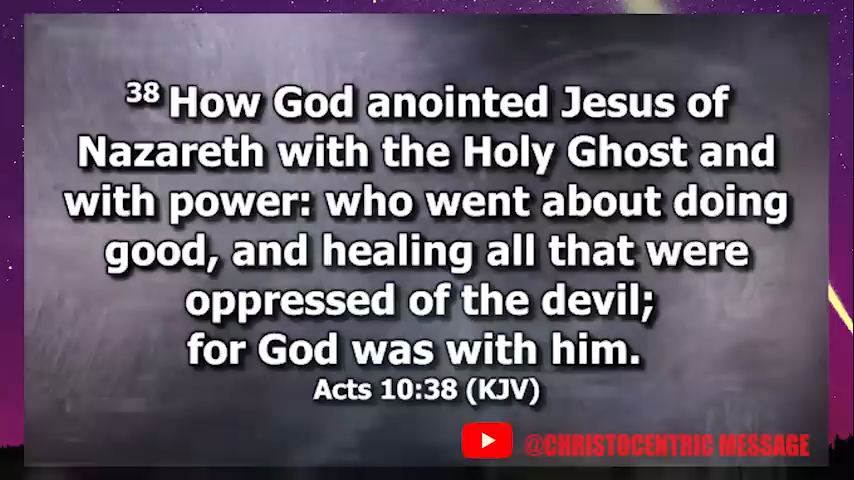 38 How God anointed Jesus of
Nazareth with the Holy Ghost and
with power: who went about doing
good, and healing all that were
oppressed of the devil;
for God was with him.
Acts 10:38 (KJV)
@CHRISTOCENTRIC MESSAGE